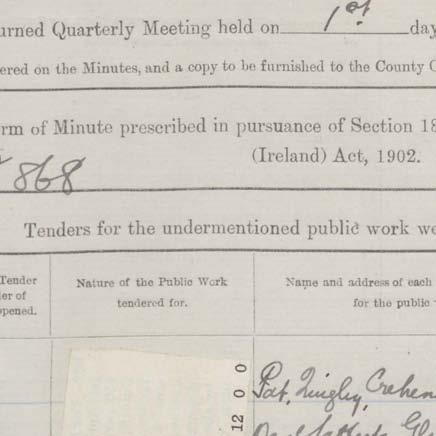 urned Quarterly Meeting held on 1st day
ered on the Minutes, and a copy to be furnished to the County C
rm of Minute prescribed in pursuance of Section 18
(Ireland) Act, 1902.
868
Tenders for the undermentioned public work we
Tender
er of
pened.
Nature of the Public Work
tendered for.
Name and address of each
for the public
12 0 0
Pat. Quigley, Crehen